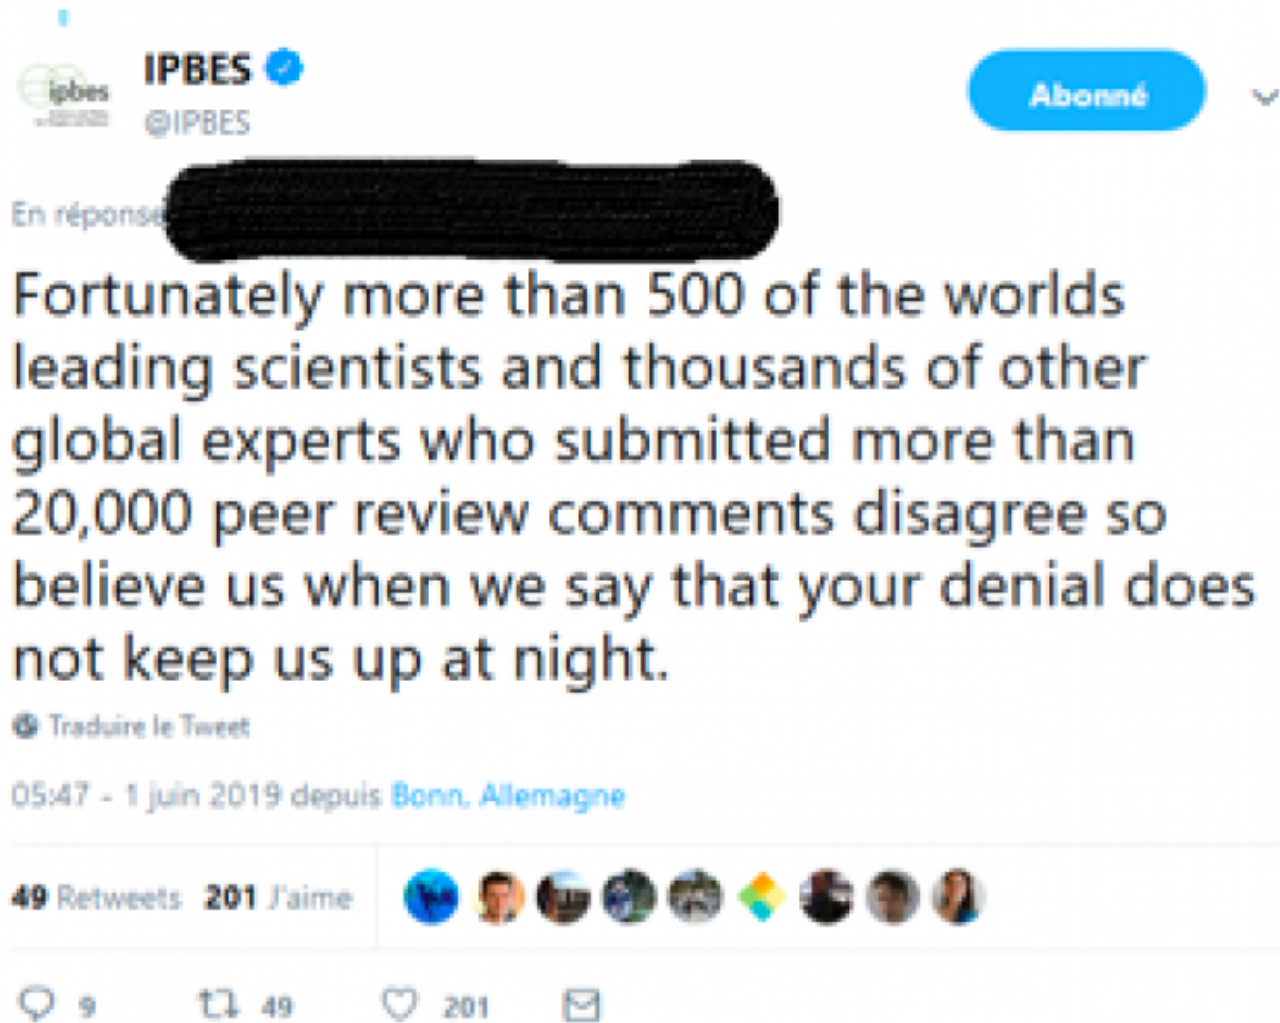 IPBES
ipbes
@IPBES
Abonné
En réponse
Fortunately more than 500 of the worlds
leading scientists and thousands of other
global experts who submitted more than
20,000 peer review comments disagree so
believe us when we say that your denial does
not keep us up at night.
Traduire le Tweet
05:47 - 1 juin 2019 depuis Bonn, Allemagne
49 Retweets 201 J'aime
9 49 201